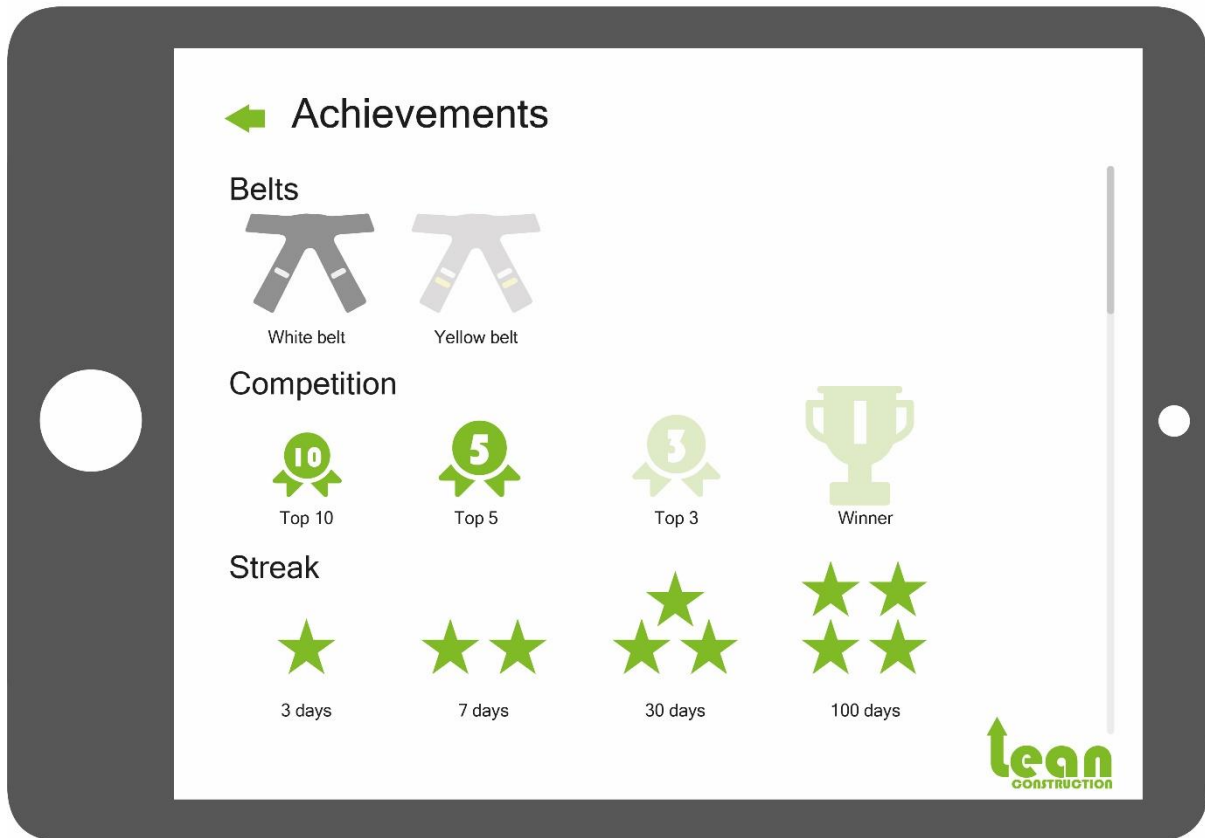 Achievements
Belts
White belt
Yellow belt
Competition
10
5
3
1
Top 10
Top 5
Top 3
Winner
Streak
3 days
7 days
30 days
100 days
lean
CONSTRUCTION